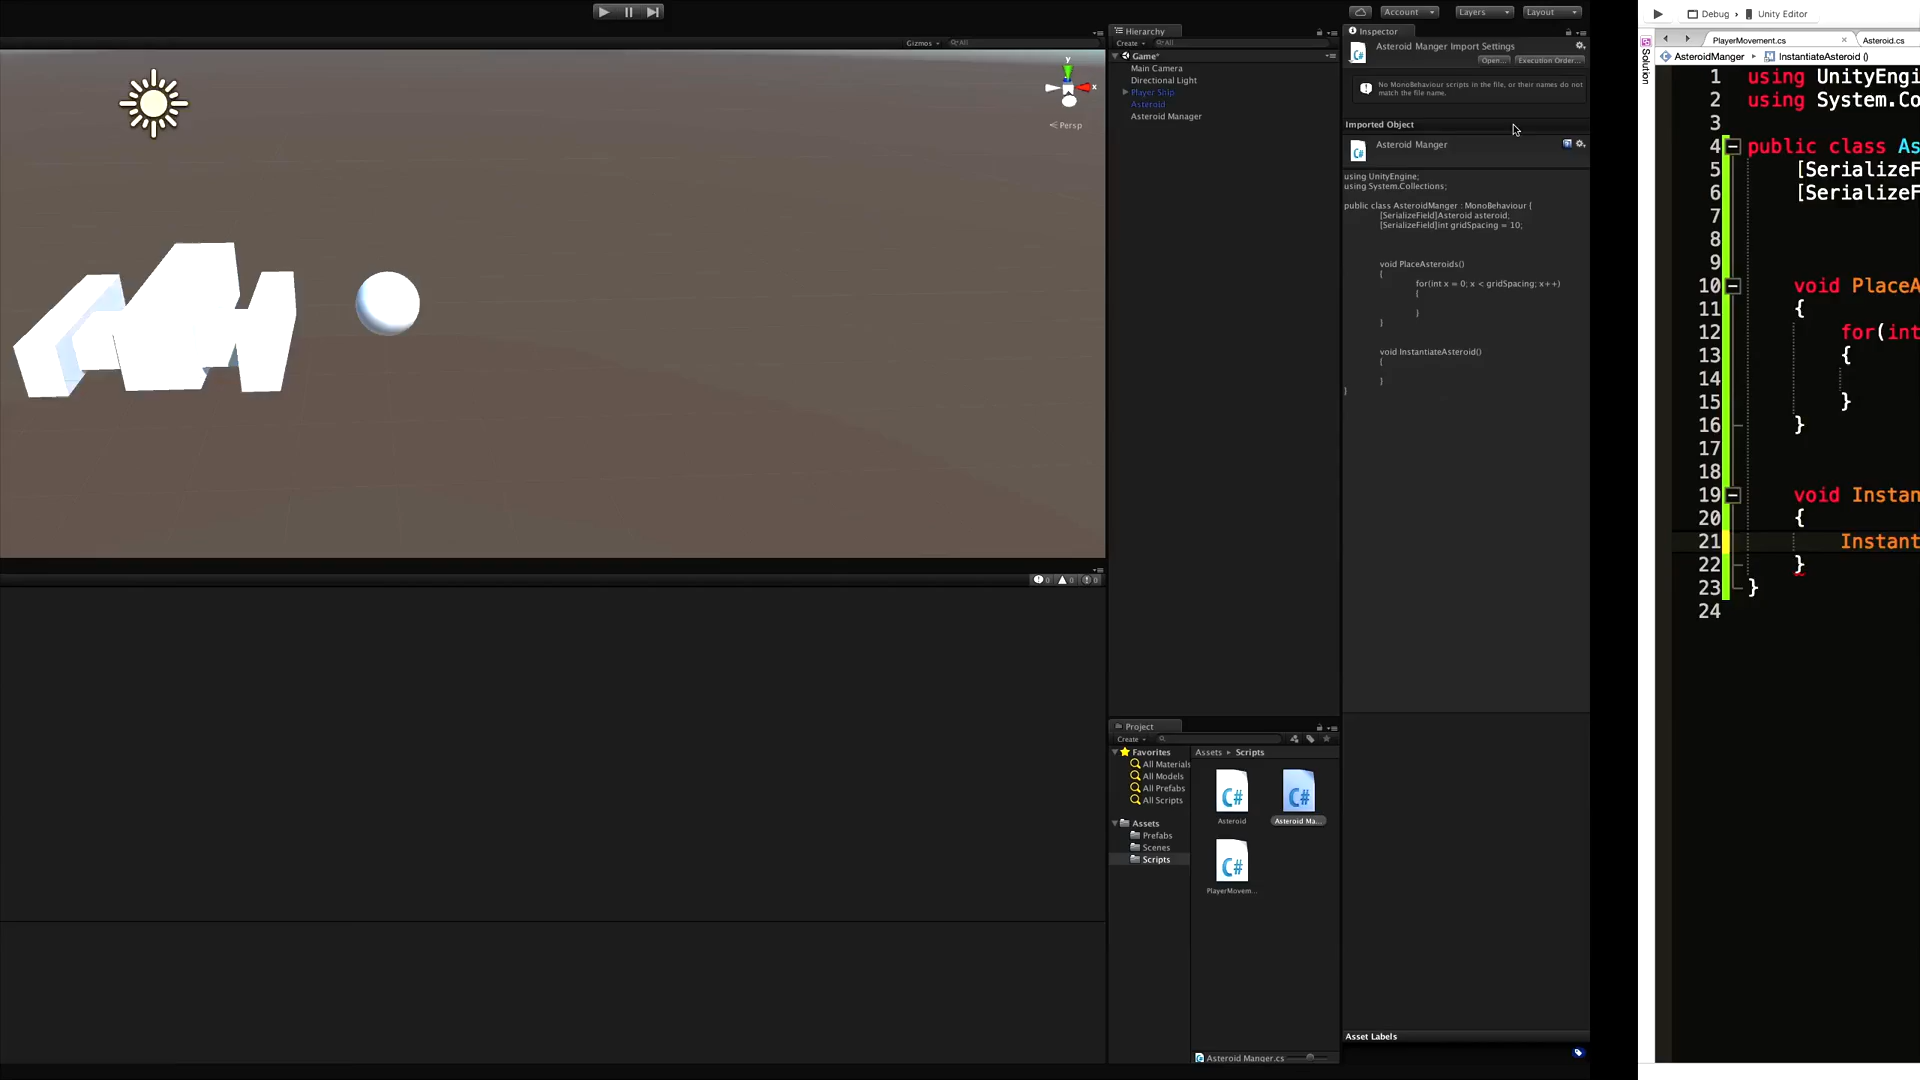 Account
Layers
Layout
Gizmos
All
y
x
Persp
Hierarchy
Create
All
Game*
Main Camera
Directional Light
Player Ship
Asteroid
Asteroid Manager
Inspector
Asteroid Manger Import Settings
Open...
Execution Order...
No MonoBehaviour scripts in the file, or their names do not
match the file name.
Imported Object
Asteroid Manger
using UnityEngine;
using System.Collections;
public class AsteroidManger : MonoBehaviour {
[SerializeField]Asteroid asteroid;
[SerializeField]int gridSpacing = 10;
void PlaceAsteroids()
{
for(int x = 0; x < gridSpacing; x++)
{
}
}
void InstantiateAsteroid()
{
}
}
0
0
0
Project
Create
Favorites
All Materials
All Models
All Prefabs
All Scripts
Assets
Prefabs
Scenes
Scripts
Assets
Scripts
C#
Asteroid
C#
Asteroid Ma...
C#
PlayerMovem...
Asteroid Manger.cs
Asset Labels
Debug
Unity Editor
Solution
PlayerMovement.cs
×
Asteroid.cs
AsteroidManger
InstantiateAsteroid ()
1 using UnityEngi
2 using System.Co
3
4 public class As
5 [SerializeF
6 [SerializeF
7
8
9
10 void PlaceA
11 {
12 for(int
13 {
14
15 }
16 }
17
18
19 void Instan
20 {
21 Instant
22 }
23 }
24